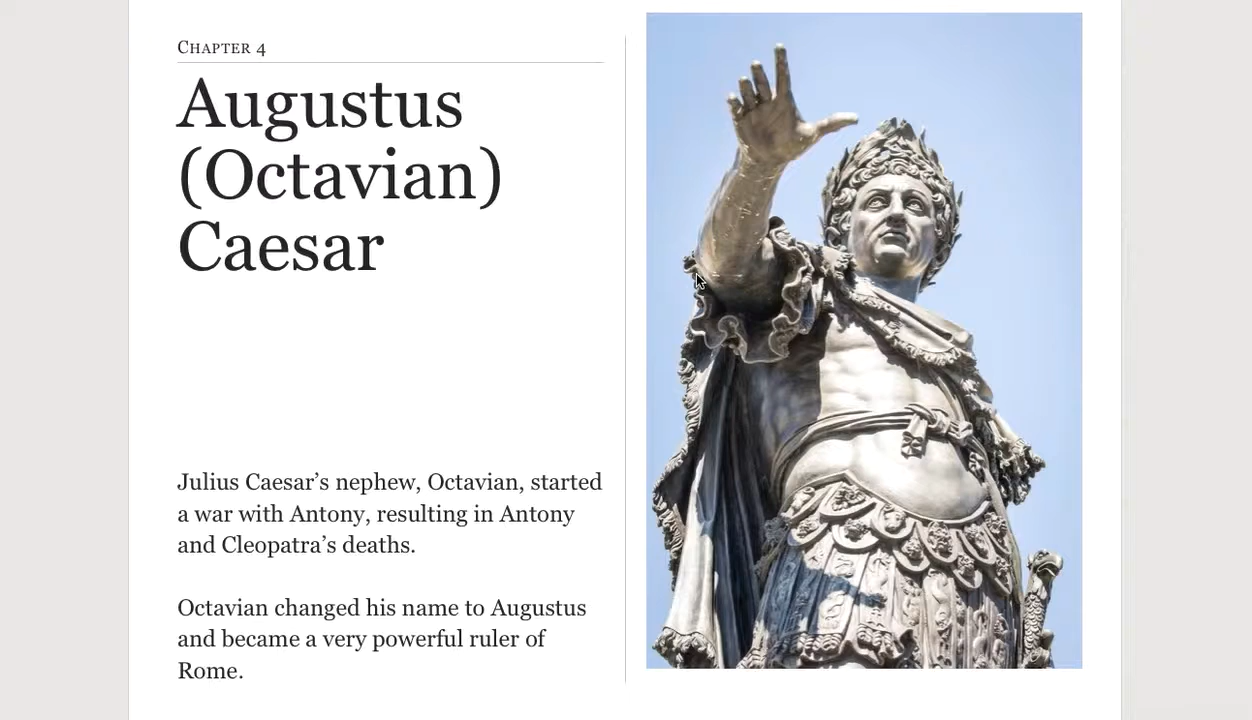 Chapter 4
Augustus
(Octavian)
Caesar
Julius Caesar’s nephew, Octavian, started
a war with Antony, resulting in Antony
and Cleopatra’s deaths.
Octavian changed his name to Augustus
and became a very powerful ruler of
Rome.